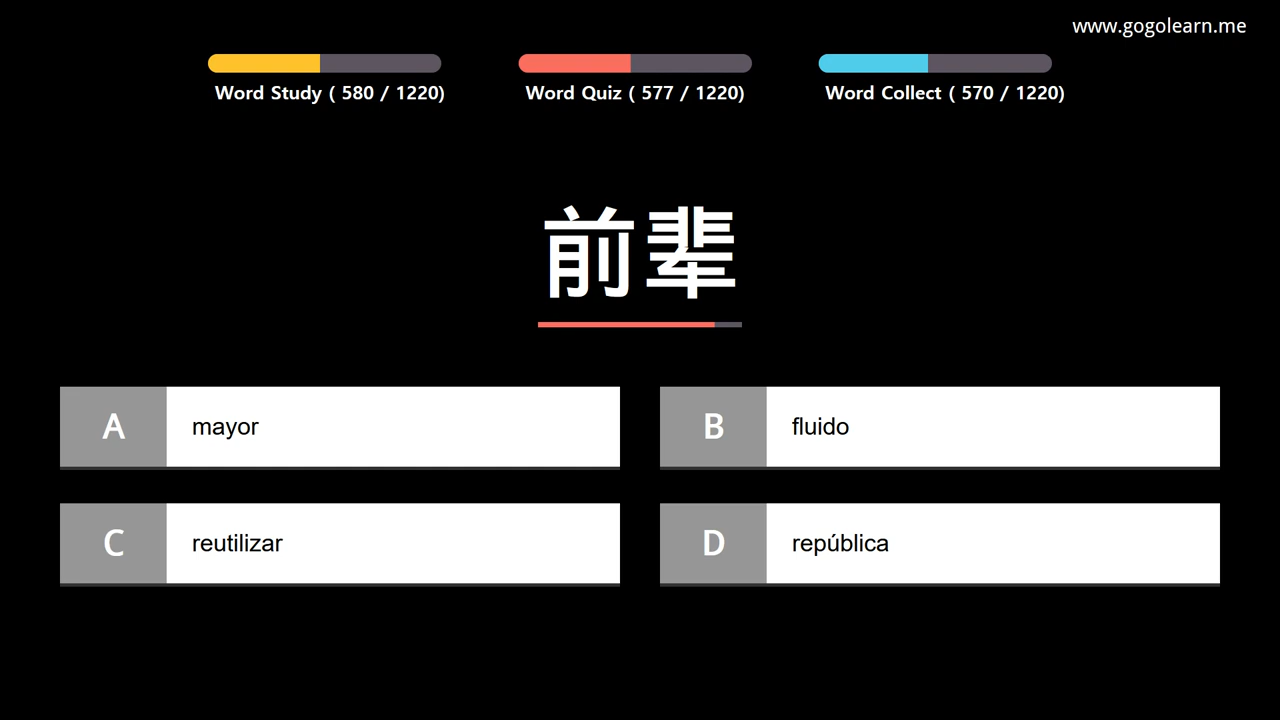 www.gogolearn.me
Word Study ( 580 / 1220)
Word Quiz ( 577 / 1220)
Word Collect ( 570 / 1220)
前辈
A mayor
B fluido
C reutilizar
D república